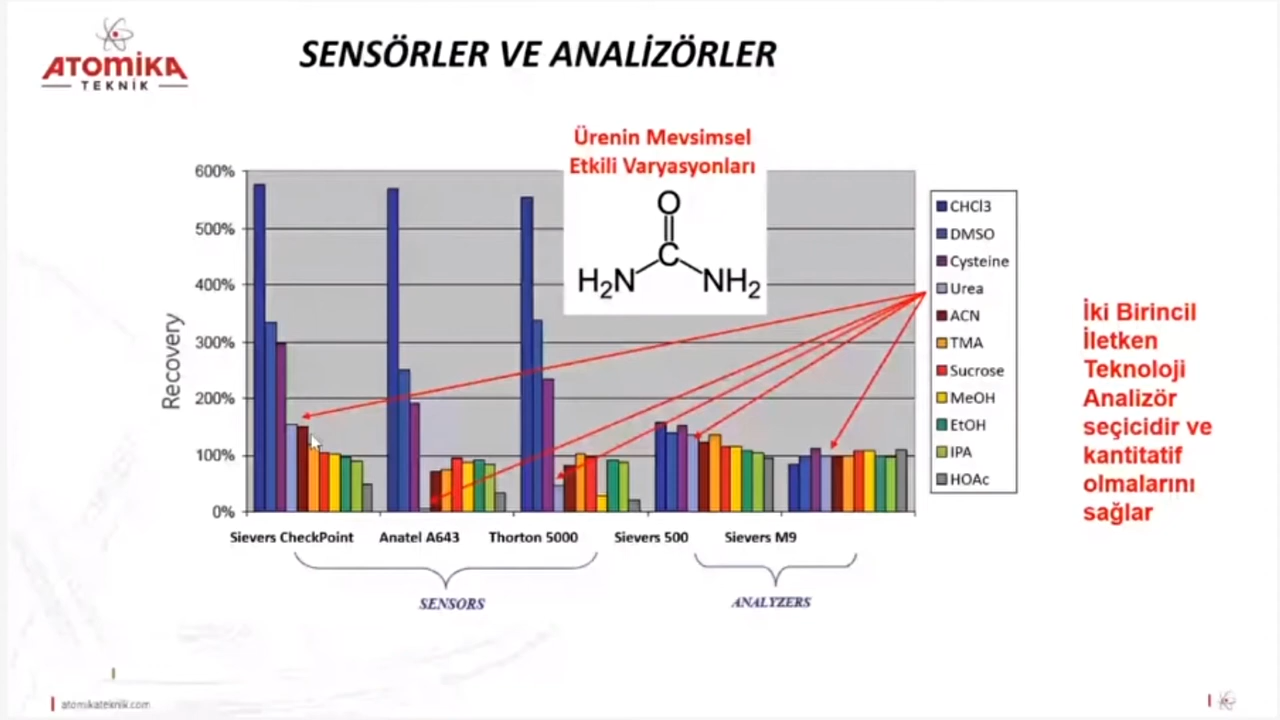 ATOMİKA
TEKNİK
SENSÖRLER VE ANALİZÖRLER
Ürenin Mevsimsel
Etkili Varyasyonları
O
C
H2N
NH2
Recovery
600%
500%
400%
300%
200%
100%
0%
Sievers CheckPoint
Anatel A643
Thorton 5000
Sievers 500
Sievers M9
SENSORS
ANALYZERS
CHCl3
DMSO
Cysteine
Urea
ACN
TMA
Sucrose
MeOH
EtOH
IPA
HOAc
İki Birincil
İletken
Teknoloji
Analizör
seçicidir ve
kantitatif
olmalarını
sağlar
atomikateknik.com